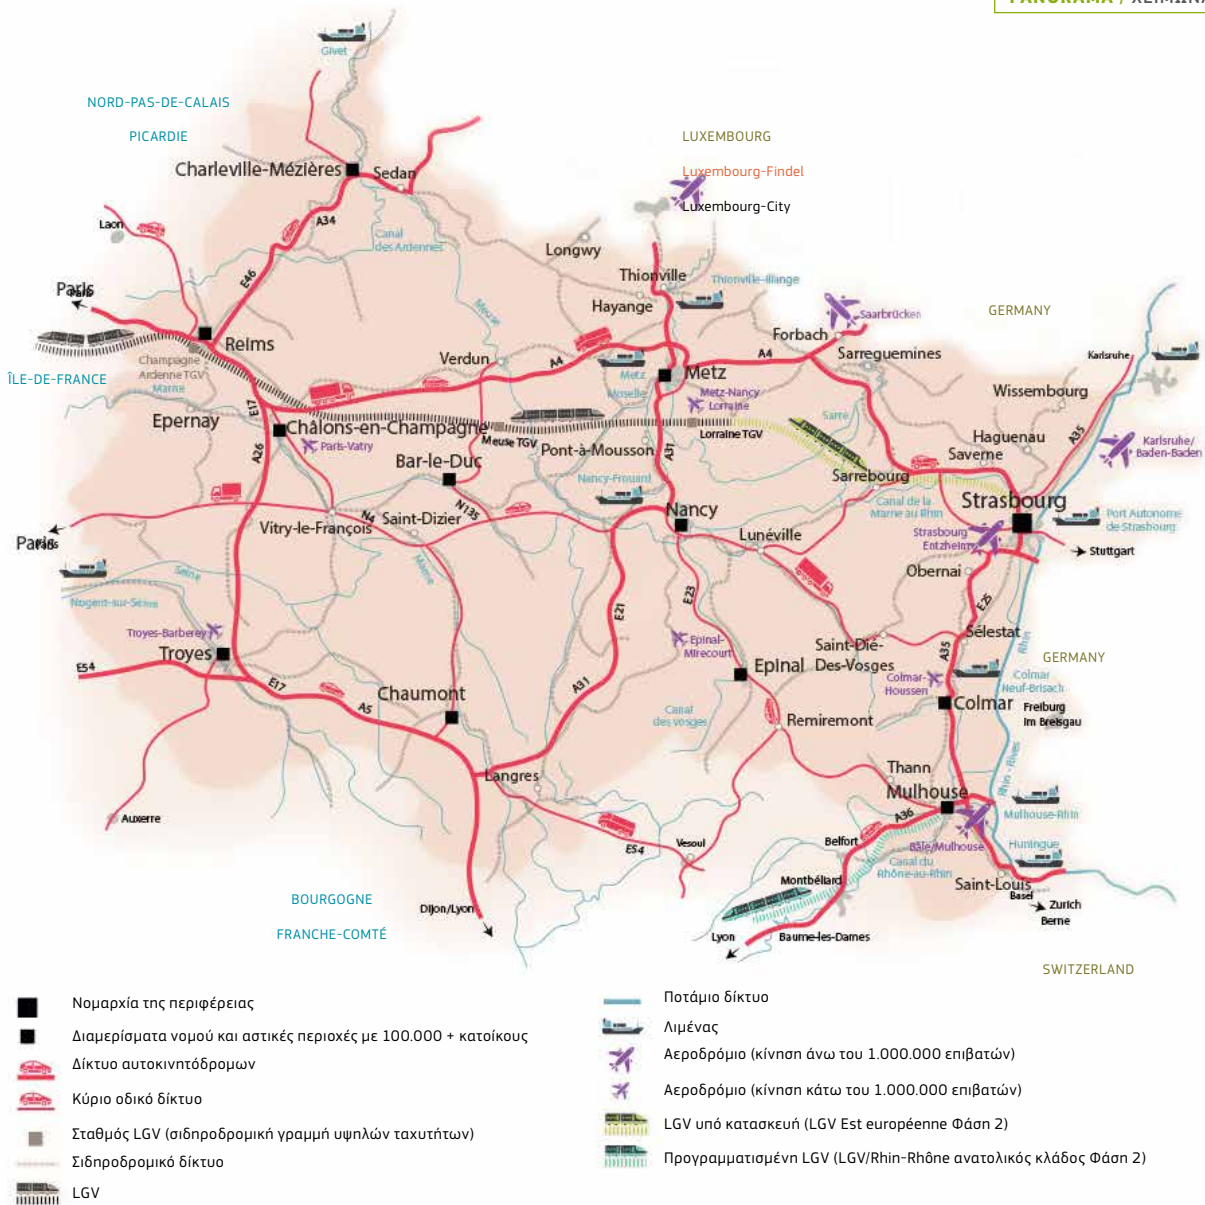 PANORAMA / ΧΕΙΜΩΝΑ
Givet
NORD-PAS-DE-CALAIS
PICARDIE
LUXEMBOURG
Charleville-Mézières
Sedan
Luxembourg-Findel
Luxembourg-City
Laon
A34
Canal
des Ardennes
Longwy
Thionville
Thionville-Illange
E46
Hayange
Paris
Paris
Meuse
Saarbrücken
GERMANY
Reims
Forbach
Champagne
Ardenne TGV
Verdun
A4
A4
Sarreguemines
Karlsruhe
ÎLE-DE-FRANCE
Marne
Metz
Metz
Moselle
Metz-Nancy
Lorraine
Wissembourg
E17
Epernay
Châlons-en-Champagne
Sarre
A35
Haguenau
Karlsruhe/
Baden-Baden
A26
Paris-Vatry
Meuse TGV
Pont-à-Mousson
A31
Lorraine TGV
Saverne
Bar-le-Duc
Nancy-Frouard
Sarrebourg
Strasbourg
N4
Saint-Dizier
N135
Nancy
Canal de la
Marne au Rhin
Port Autonome
de Strasbourg
Vitry-le-François
Lunéville
Strasbourg
Entzheim
Paris
Paris
Stuttgart
Seine
Marne
Obernai
Nogent-sur-Seine
E21
E23
E25
Troyes-Barberey
Sélestat
Rhin
Troyes
Epinal-
Mirecourt
Saint-Dié-
Des-Vosges
A35
GERMANY
E54
Epinal
Colmar-
Houssen
Colmar
Neuf-Brisach
E17
A5
Chaumont
A31
Canal
des vosges
Colmar
Freiburg
im Breisgau
Remiremont
Langres
Thann
Rhin - Rives
Mulhouse
Auxerre
A36
Mulhouse-Rhin
E54
Vesoul
Belfort
Bâle/Mulhouse
Huningue
Canal du
Rhône-au-Rhin
Montbéliard
Saint-Louis
BOURGOGNE
Dijon/Lyon
Basel
Zurich
Berne
FRANCHE-COMTÉ
Lyon
Baume-les-Dames
SWITZERLAND
Νομαρχία της περιφέρειας
Διαμερίσματα νομού και αστικές περιοχές με 100.000 + κατοίκους
Δίκτυο αυτοκινητόδρομων
Κύριο οδικό δίκτυο
Σταθμός LGV (σιδηροδρομική γραμμή υψηλών ταχυτήτων)
Σιδηροδρομικό δίκτυο
LGV
Ποτάμιο δίκτυο
Λιμένας
Αεροδρόμιο (κίνηση άνω του 1.000.000 επιβατών)
Αεροδρόμιο (κίνηση κάτω του 1.000.000 επιβατών)
LGV υπό κατασκευή (LGV Est européenne Φάση 2)
Προγραμματισμένη LGV (LGV/Rhin-Rhône ανατολικός κλάδος Φάση 2)